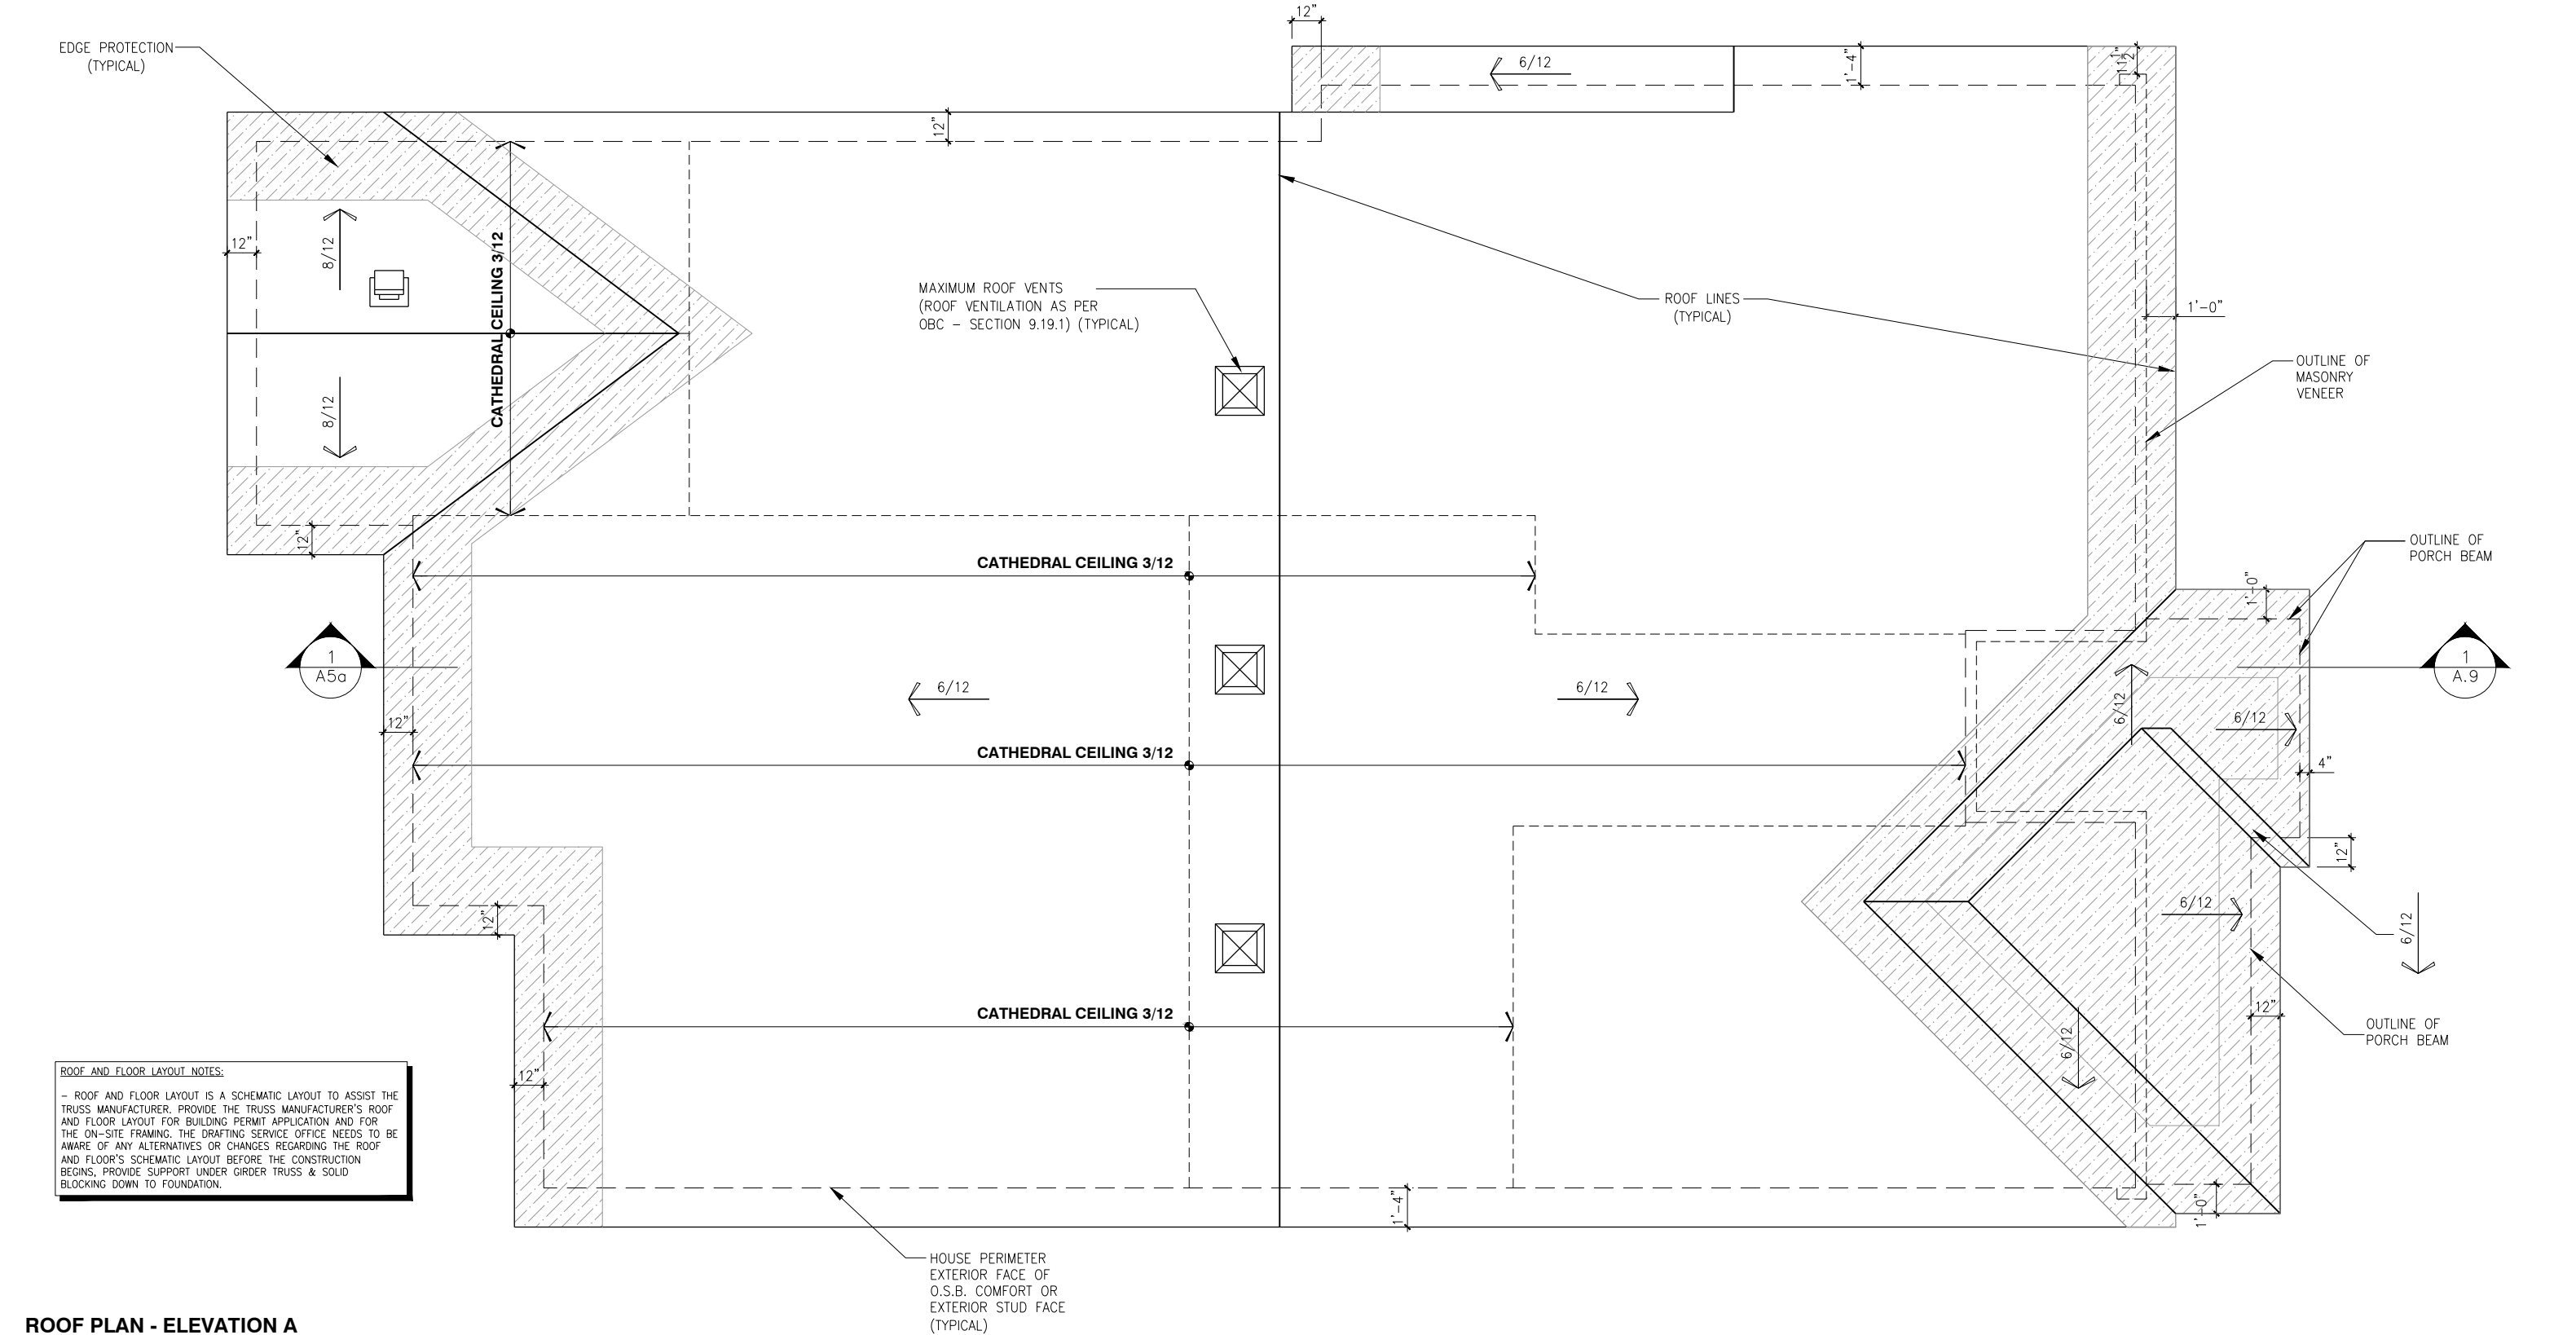 12"
EDGE PROTECTION
(TYPICAL)
6/12
1'-4"
1 1/2"
12"
12"
8/12
8/12
CATHEDRAL CEILING 3/12
MAXIMUM ROOF VENTS
(ROOF VENTILATION AS PER
OBC - SECTION 9.19.1) (TYPICAL)
ROOF LINES
(TYPICAL)
1'-0"
OUTLINE OF
MASONRY
VENEER
12"
CATHEDRAL CEILING 3/12
OUTLINE OF
PORCH BEAM
1'-0"
1
A5a
1
A.9
6/12
6/12
6/12
6/12
12"
CATHEDRAL CEILING 3/12
4"
12"
12"
6/12
6/12
CATHEDRAL CEILING 3/12
12"
6/12
OUTLINE OF
PORCH BEAM
12"
ROOF AND FLOOR LAYOUT NOTES:
- ROOF AND FLOOR LAYOUT IS A SCHEMATIC LAYOUT TO ASSIST THE
TRUSS MANUFACTURER. PROVIDE THE TRUSS MANUFACTURER'S ROOF
AND FLOOR LAYOUT FOR BUILDING PERMIT APPLICATION AND FOR
THE ON-SITE FRAMING. THE DRAFTING SERVICE OFFICE NEEDS TO BE
AWARE OF ANY ALTERNATIVES OR CHANGES REGARDING THE ROOF
AND FLOOR'S SCHEMATIC LAYOUT BEFORE THE CONSTRUCTION
BEGINS, PROVIDE SUPPORT UNDER GIRDER TRUSS & SOLID
BLOCKING DOWN TO FOUNDATION.
1'-4"
1'-0"
HOUSE PERIMETER
EXTERIOR FACE OF
O.S.B. COMFORT OR
EXTERIOR STUD FACE
(TYPICAL)
ROOF PLAN - ELEVATION A